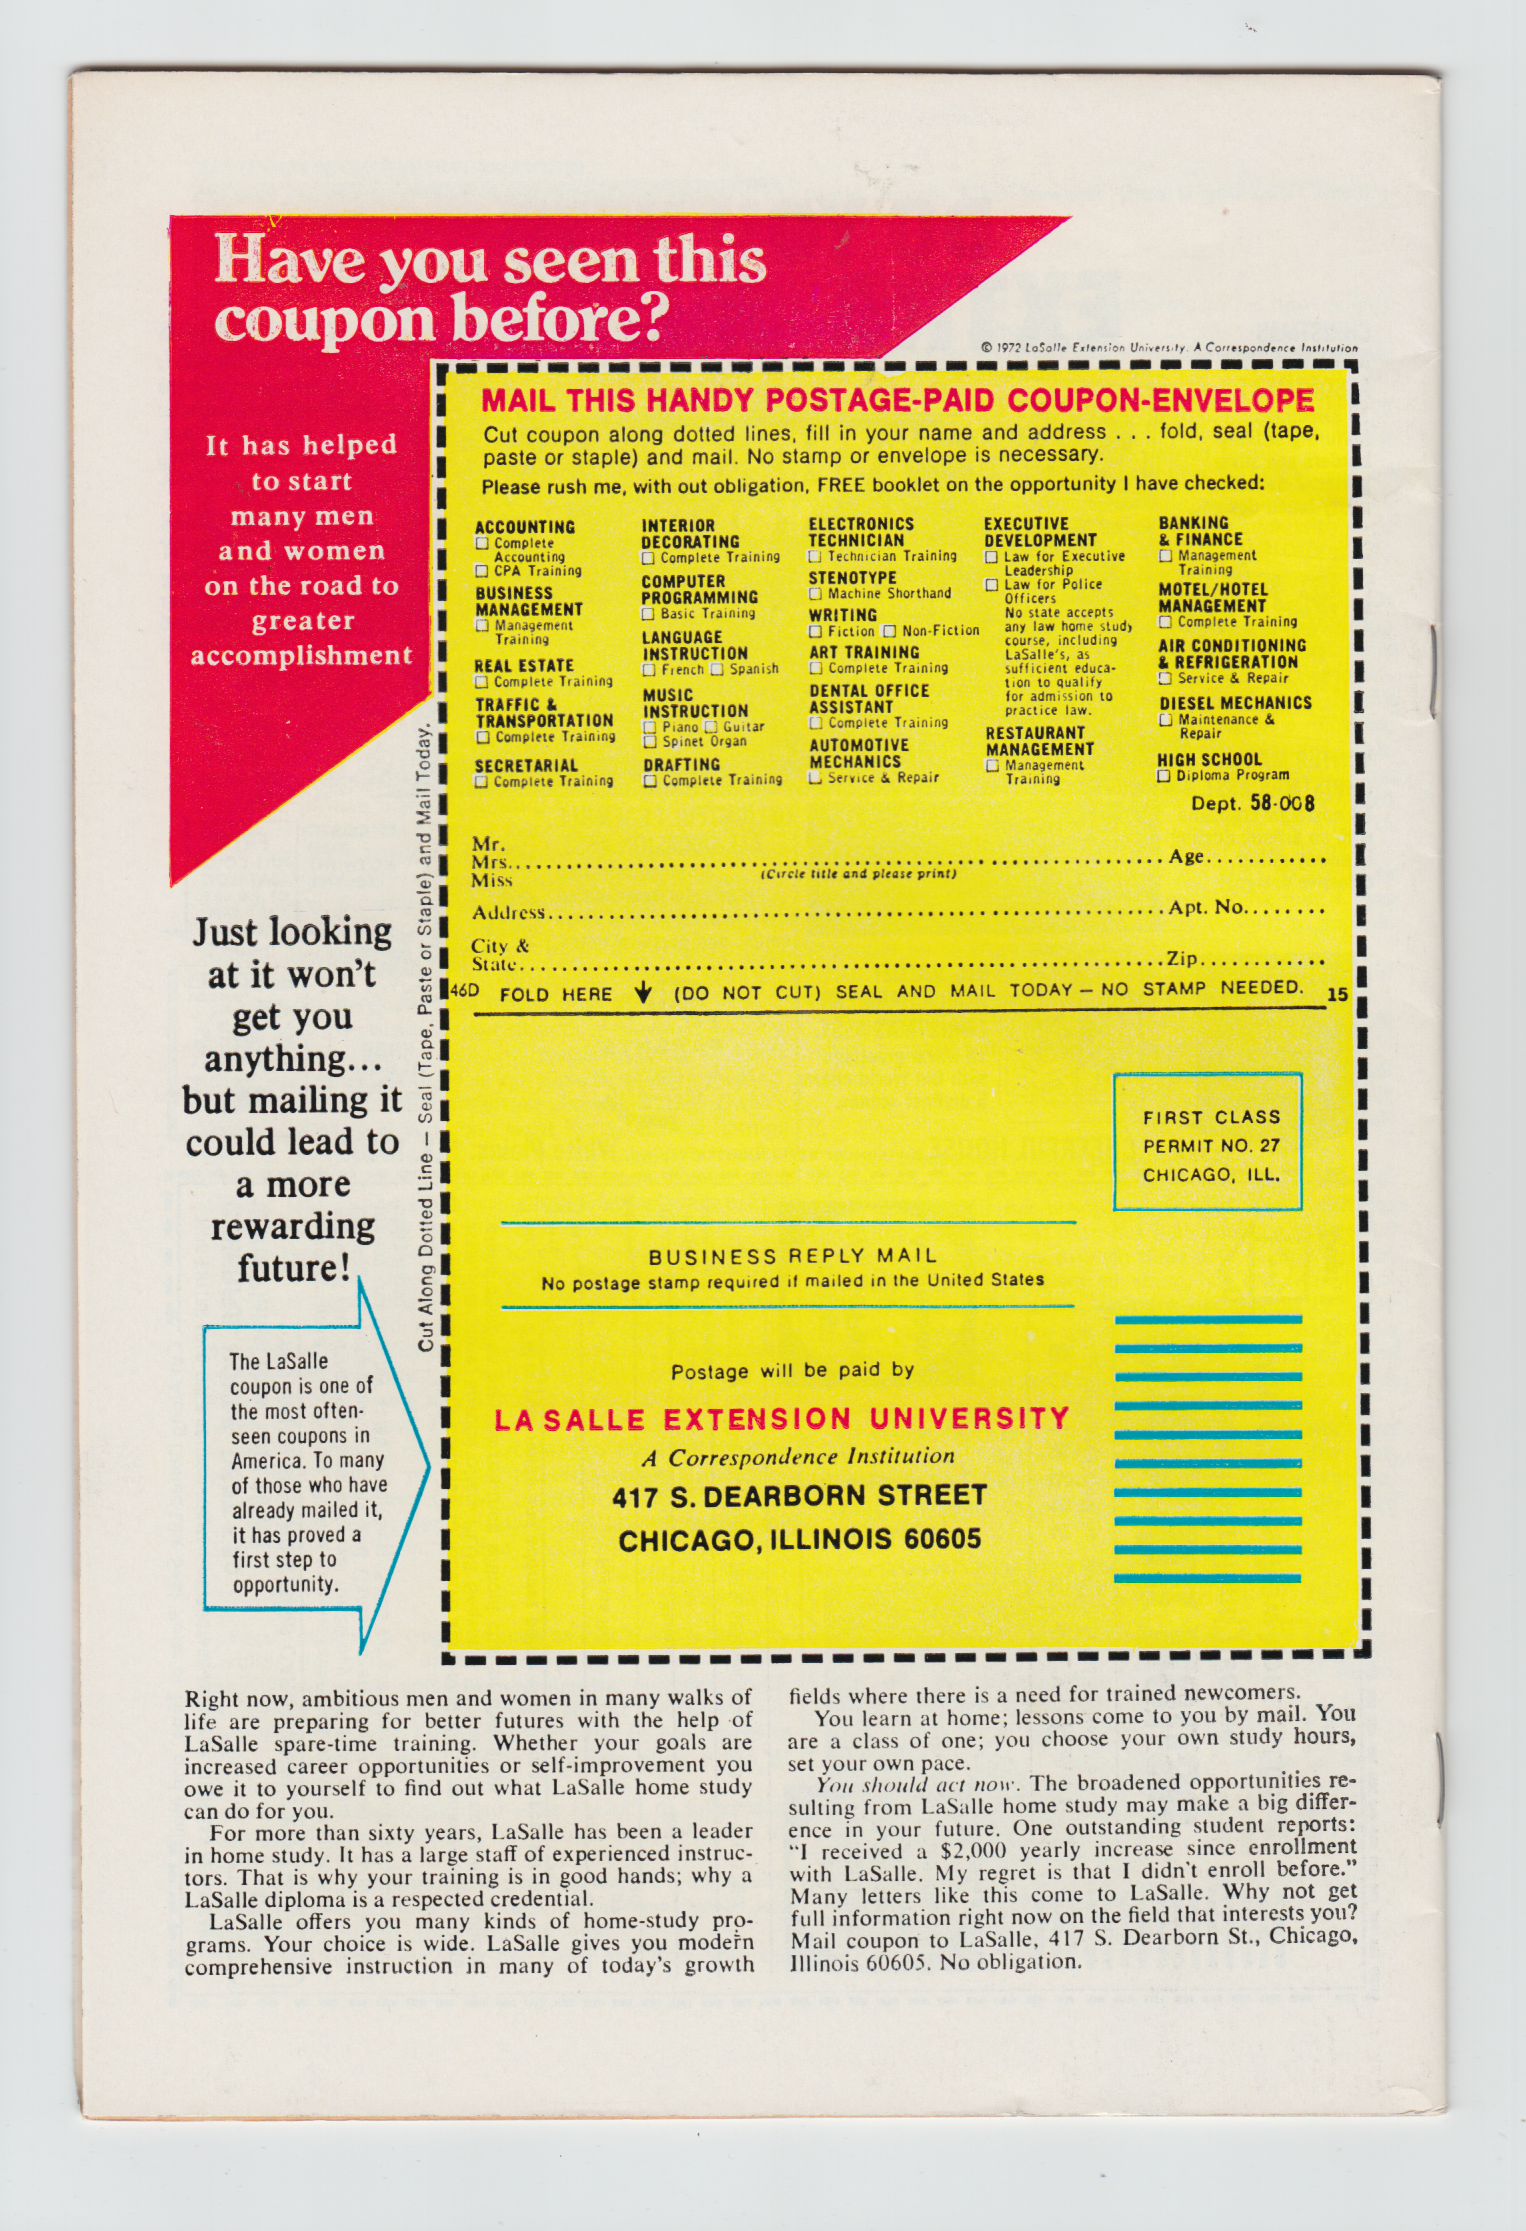 Have you seen this
coupon before?
© 1972 LaSalle Extension University. A Correspondence Institution
It has helped
to start
many men
and women
on the road to
greater
accomplishment
Just looking
at it won't
get you
anything...
but mailing it
could lead to
a more
rewarding
future!
The LaSalle
coupon is one of
the most often-
seen coupons in
America. To many
of those who have
already mailed it,
it has proved a
first step to
opportunity.
Cut Along Dotted Line — Seal (Tape, Paste or Staple) and Mail Today.
MAIL THIS HANDY POSTAGE-PAID COUPON-ENVELOPE
Cut coupon along dotted lines, fill in your name and address . . . fold, seal (tape,
paste or staple) and mail. No stamp or envelope is necessary.
Please rush me, with out obligation, FREE booklet on the opportunity I have checked:
ACCOUNTING
☐ Complete
Accounting
☐ CPA Training
BUSINESS
MANAGEMENT
☐ Management
Training
REAL ESTATE
☐ Complete Training
TRAFFIC &
TRANSPORTATION
☐ Complete Training
SECRETARIAL
☐ Complete Training
INTERIOR
DECORATING
☐ Complete Training
COMPUTER
PROGRAMMING
☐ Basic Training
LANGUAGE
INSTRUCTION
☐ French ☐ Spanish
MUSIC
INSTRUCTION
☐ Piano ☐ Guitar
☐ Spinet Organ
DRAFTING
☐ Complete Training
ELECTRONICS
TECHNICIAN
☐ Technician Training
STENOTYPE
☐ Machine Shorthand
WRITING
☐ Fiction ☐ Non-Fiction
ART TRAINING
☐ Complete Training
DENTAL OFFICE
ASSISTANT
☐ Complete Training
AUTOMOTIVE
MECHANICS
☐ Service & Repair
EXECUTIVE
DEVELOPMENT
☐ Law for Executive
Leadership
☐ Law for Police
Officers
No state accepts
any law home study
course, including
LaSalle's, as
sufficient educa-
tion to qualify
for admission to
practice law.
RESTAURANT
MANAGEMENT
☐ Management
Training
BANKING
& FINANCE
☐ Management
Training
MOTEL/HOTEL
MANAGEMENT
☐ Complete Training
AIR CONDITIONING
& REFRIGERATION
☐ Service & Repair
DIESEL MECHANICS
☐ Maintenance &
Repair
HIGH SCHOOL
☐ Diploma Program
Dept. 58-008
Mr.
Mrs.......................................................................... Age............
Miss
(Circle title and please print)
Address...................................................................Apt. No........
City &
State......................................................................Zip............
46D FOLD HERE ↓ (DO NOT CUT) SEAL AND MAIL TODAY — NO STAMP NEEDED. 15
FIRST CLASS
PERMIT NO. 27
CHICAGO, ILL.
BUSINESS REPLY MAIL
No postage stamp required if mailed in the United States
Postage will be paid by
LA SALLE EXTENSION UNIVERSITY
A Correspondence Institution
417 S. DEARBORN STREET
CHICAGO, ILLINOIS 60605
Right now, ambitious men and women in many walks of
life are preparing for better futures with the help of
LaSalle spare-time training. Whether your goals are
increased career opportunities or self-improvement you
owe it to yourself to find out what LaSalle home study
can do for you.
For more than sixty years, LaSalle has been a leader
in home study. It has a large staff of experienced instruc-
tors. That is why your training is in good hands; why a
LaSalle diploma is a respected credential.
LaSalle offers you many kinds of home-study pro-
grams. Your choice is wide. LaSalle gives you modern
comprehensive instruction in many of today's growth
fields where there is a need for trained newcomers.
You learn at home; lessons come to you by mail. You
are a class of one; you choose your own study hours,
set your own pace.
You should act now. The broadened opportunities re-
sulting from LaSalle home study may make a big differ-
ence in your future. One outstanding student reports:
"I received a $2,000 yearly increase since enrollment
with LaSalle. My regret is that I didn't enroll before."
Many letters like this come to LaSalle. Why not get
full information right now on the field that interests you?
Mail coupon to LaSalle, 417 S. Dearborn St., Chicago,
Illinois 60605. No obligation.